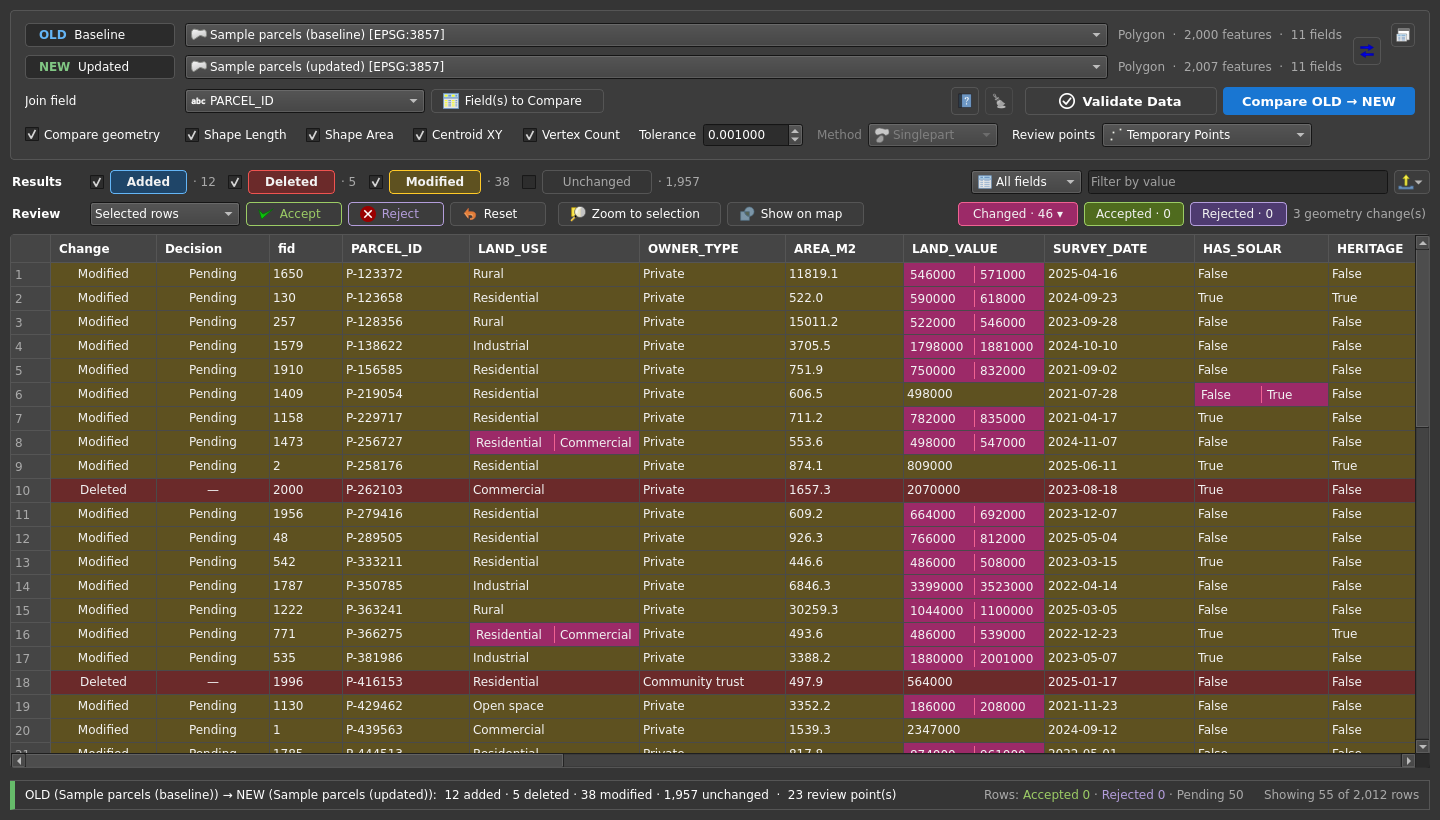 OLD Baseline Sample parcels (baseline) [EPSG:3857] Polygon · 2,000 features · 11 fields
NEW Updated Sample parcels (updated) [EPSG:3857] Polygon · 2,007 features · 11 fields
Join field abc PARCEL_ID Field(s) to Compare ? Validate Data Compare OLD → NEW
Compare geometry Shape Length Shape Area Centroid XY Vertex Count Tolerance 0.001000 Method Singlepart Review points Temporary Points
Results Added · 12 Deleted · 5 Modified · 38 Unchanged · 1,957 All fields Filter by value
Review Selected rows Accept Reject Reset Zoom to selection Show on map Changed · 46 ▾ Accepted · 0 Rejected · 0 3 geometry change(s)
Change Decision fid PARCEL_ID LAND_USE OWNER_TYPE AREA_M2 LAND_VALUE SURVEY_DATE HAS_SOLAR HERITAGE
1 Modified Pending 1650 P-123372 Rural Private 11819.1 546000 571000 2025-04-16 False False
2 Modified Pending 130 P-123658 Residential Private 522.0 590000 618000 2024-09-23 True True
3 Modified Pending 257 P-128356 Rural Private 15011.2 522000 546000 2023-09-28 False False
4 Modified Pending 1579 P-138622 Industrial Private 3705.5 1798000 1881000 2024-10-10 False False
5 Modified Pending 1910 P-156585 Residential Private 751.9 750000 832000 2021-09-02 False False
6 Modified Pending 1409 P-219054 Residential Private 606.5 498000 2021-07-28 False True False
7 Modified Pending 1158 P-229717 Residential Private 711.2 782000 835000 2021-04-17 True False
8 Modified Pending 1473 P-256727 Residential Commercial Private 553.6 498000 547000 2024-11-07 False False
9 Modified Pending 2 P-258176 Residential Private 874.1 809000 2025-06-11 True True
10 Deleted — 2000 P-262103 Commercial Private 1657.3 2070000 2023-08-18 True False
11 Modified Pending 1956 P-279416 Residential Private 609.2 664000 692000 2023-12-07 False False
12 Modified Pending 48 P-289505 Residential Private 926.3 766000 812000 2025-05-04 False False
13 Modified Pending 542 P-333211 Residential Private 446.6 486000 508000 2023-03-15 True False
14 Modified Pending 1787 P-350785 Industrial Private 6846.3 3399000 3523000 2022-04-14 False False
15 Modified Pending 1222 P-363241 Rural Private 30259.3 1044000 1100000 2025-03-05 False False
16 Modified Pending 771 P-366275 Residential Commercial Private 493.6 486000 539000 2022-12-23 True True
17 Modified Pending 535 P-381986 Industrial Private 3388.2 1880000 2001000 2023-05-07 True False
18 Deleted — 1996 P-416153 Residential Community trust 497.9 564000 2025-01-17 False False
19 Modified Pending 1130 P-429462 Open space Private 3352.2 186000 208000 2021-11-23 False False
20 Modified Pending 1 P-439563 Commercial Private 1539.3 2347000 2024-09-12 False False
21 Modified Pending 1785 P-444513 Residential Private 2022-05-01 False False
OLD (Sample parcels (baseline)) → NEW (Sample parcels (updated)): 12 added · 5 deleted · 38 modified · 1,957 unchanged · 23 review point(s) Rows: Accepted 0 · Rejected 0 · Pending 50 Showing 55 of 2,012 rows